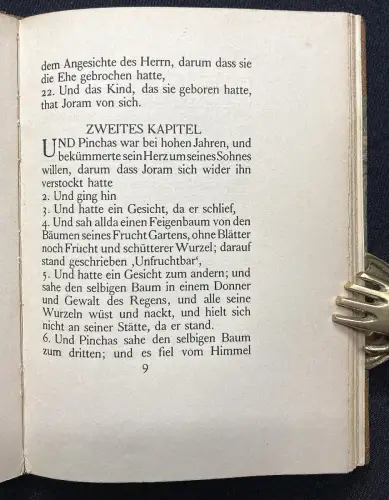 dem Angesichte des Herrn, darum dass sie
die Ehe gebrochen hatte,
22. Und das Kind, das sie geboren hatte,
that Joram von sich.
ZWEITES KAPITEL
UND Pinchas war bei hohen Jahren, und
bekümmerte sein Herz um seines Sohnes
willen, darum dass Joram sich wider ihn
verstockt hatte
2. Und ging hin
3. Und hatte ein Gesicht, da er schlief,
4. Und sah allda einen Feigenbaum von den
Bäumen seines Frucht Gartens, ohne Blätter
noch Frücht und schütterer Wurzel; darauf
stand geschrieben ‚Unfruchtbar‘,
5. Und hatte ein Gesicht zum andern; und
sahe den selbigen Baum in einem Donner
und Gewalt des Regens, and alle seine
Wurzeln wüst und nackt, und hielt sich
nicht an seiner Stätte, da er stand.
6. Und Pinchas sahe den selbigen Baum
zum dritten; und es fiel vom Himmel
9